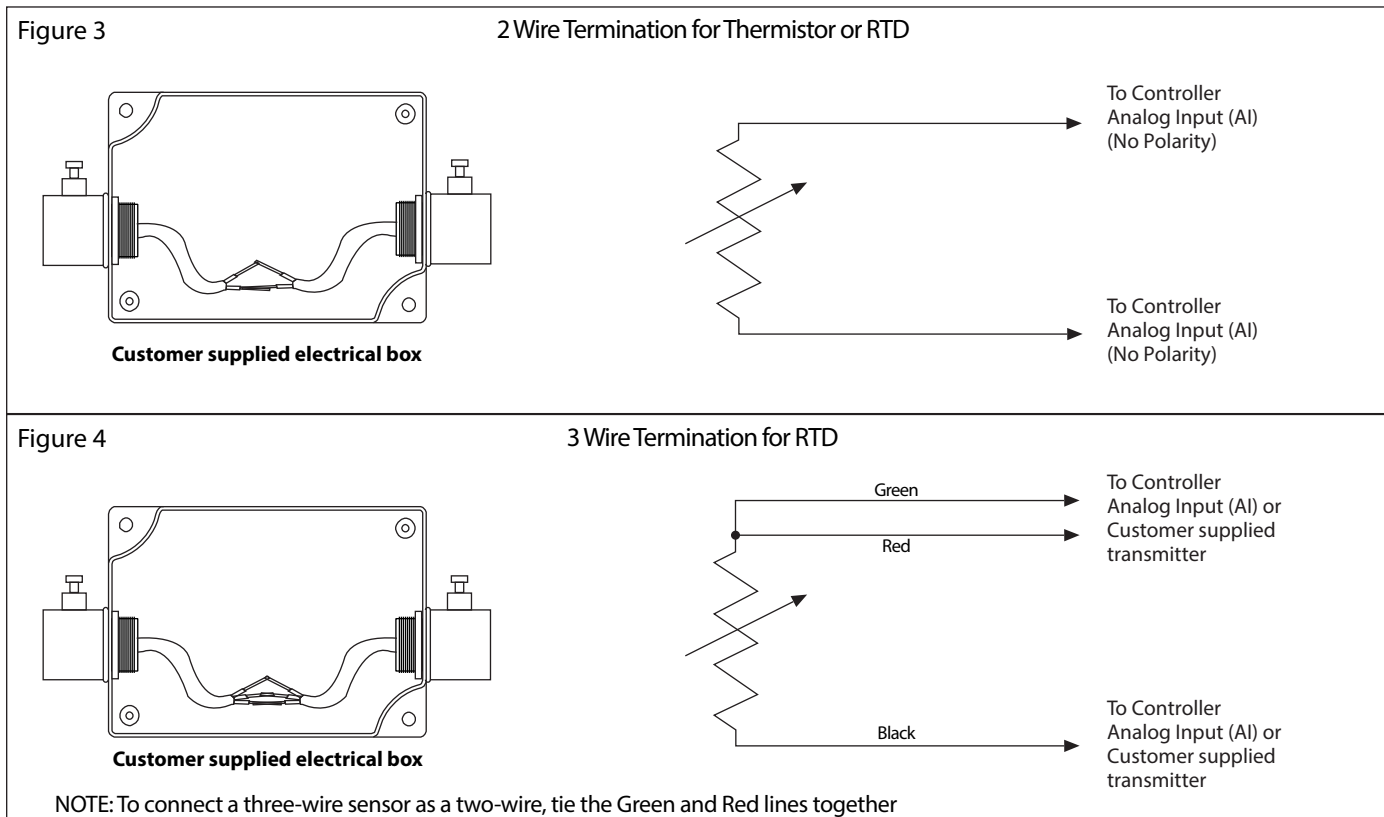 Figure 3
2 Wire Termination for Thermistor or RTD
To Controller
Analog Input (AI)
(No Polarity)
To Controller
Analog Input (AI)
(No Polarity)
Customer supplied electrical box
Figure 4
3 Wire Termination for RTD
Green
Red
To Controller
Analog Input (AI) or
Customer supplied
transmitter
Black
To Controller
Analog Input (AI) or
Customer supplied
transmitter
Customer supplied electrical box
NOTE: To connect a three-wire sensor as a two-wire, tie the Green and Red lines together